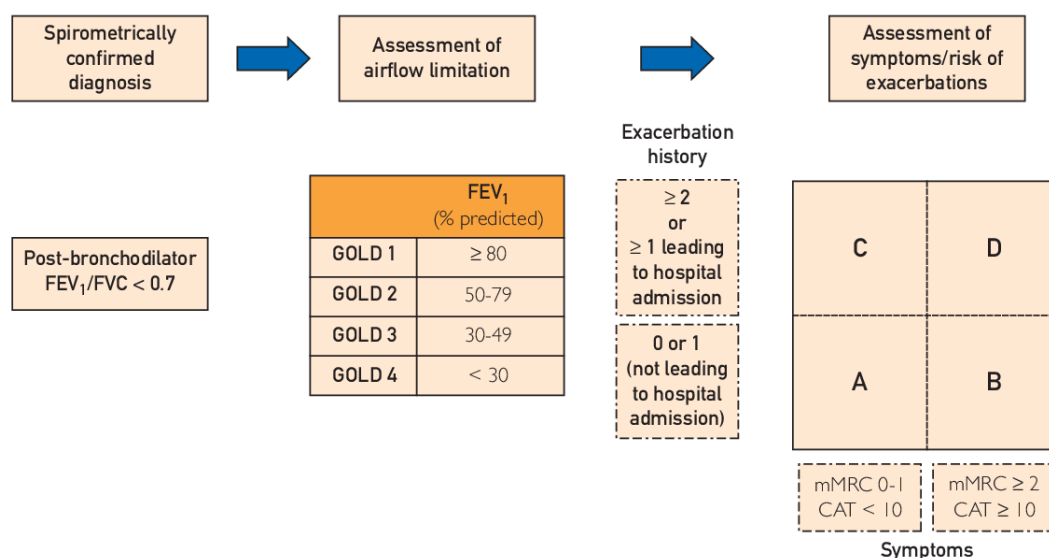 Spirometrically
confirmed
diagnosis
Assessment of
airflow limitation
Assessment of
symptoms/risk of
exacerbations
Post-bronchodilator
FEV₁/FVC < 0.7
FEV₁
(% predicted)
GOLD 1 ≥ 80
GOLD 2 50-79
GOLD 3 30-49
GOLD 4 < 30
Exacerbation
history
≥ 2
or
≥ 1 leading
to hospital
admission
0 or 1
(not leading
to hospital
admission)
C D
A B
mMRC 0-1
CAT < 10
mMRC ≥ 2
CAT ≥ 10
Symptoms